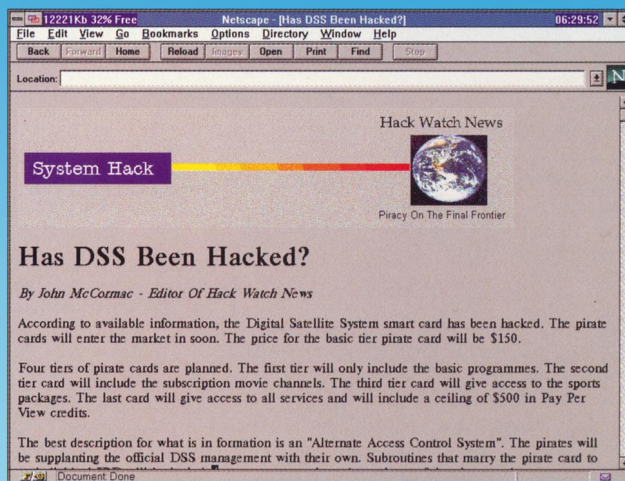 12221Kb 32% Free
Netscape - [Has DSS Been Hacked?]
06:29:52
File Edit View Go Bookmarks Options Directory Window Help
Back Forward Home Reload Images Open Print Find Stop
Location:
N
Hack Watch News
System Hack
Piracy On The Final Frontier
Has DSS Been Hacked?
By John McCormac - Editor Of Hack Watch News
According to available information, the Digital Satellite System smart card has been hacked. The pirate
cards will enter the market in soon. The price for the basic tier pirate card will be $150.
Four tiers of pirate cards are planned. The first tier will only include the basic programmes. The second
tier card will include the subscription movie channels. The third tier card will give access to the sports
packages. The last card will give access to all services and will include a ceiling of $500 in Pay Per
View credits.
The best description for what is in formation is an "Alternate Access Control System". The pirates will
be supplanting the official DSS management with their own. Subroutines that marry the pirate card to
Document Done